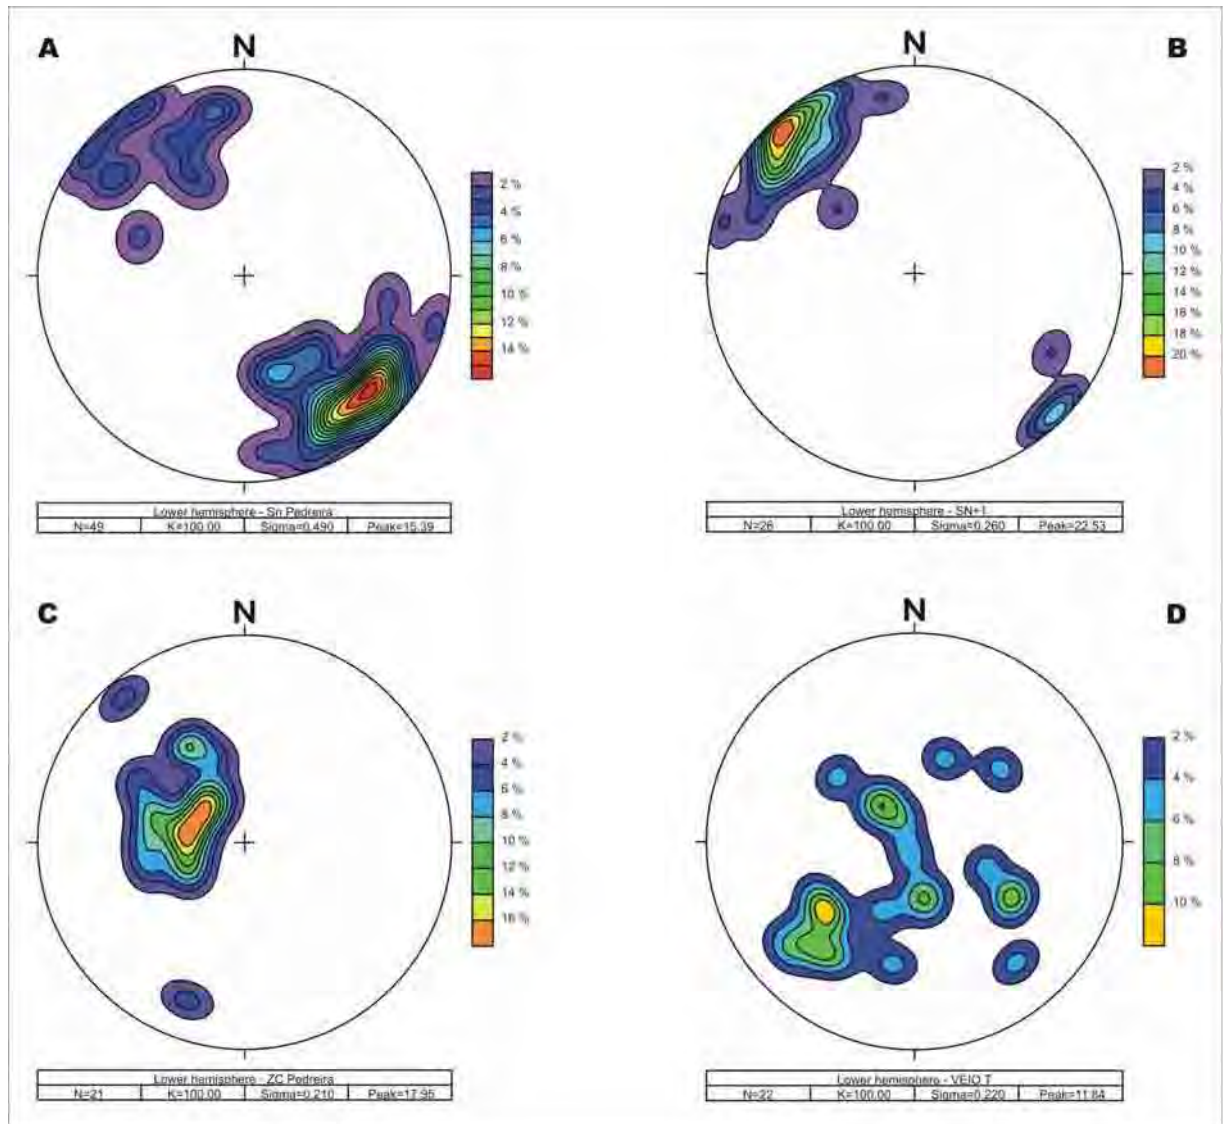 A
N
2 %
4 %
6 %
8 %
10 %
12 %
14 %
Lower hemisphere - Sn Pedreira
N=49 K=100.00 Sigma=0.490 Peak=15.39
N
B
2 %
4 %
6 %
8 %
10 %
12 %
14 %
16 %
18 %
20 %
Lower hemisphere - SN+1
N=26 K=100.00 Sigma=0.260 Peak=22.53
C
N
2 %
4 %
6 %
8 %
10 %
12 %
14 %
16 %
Lower hemisphere - ZC Pedreira
N=21 K=100.00 Sigma=0.210 Peak=17.95
N
D
2 %
4 %
6 %
8 %
10 %
Lower hemisphere - VEIO T
N=22 K=100.00 Sigma=0.220 Peak=11.84